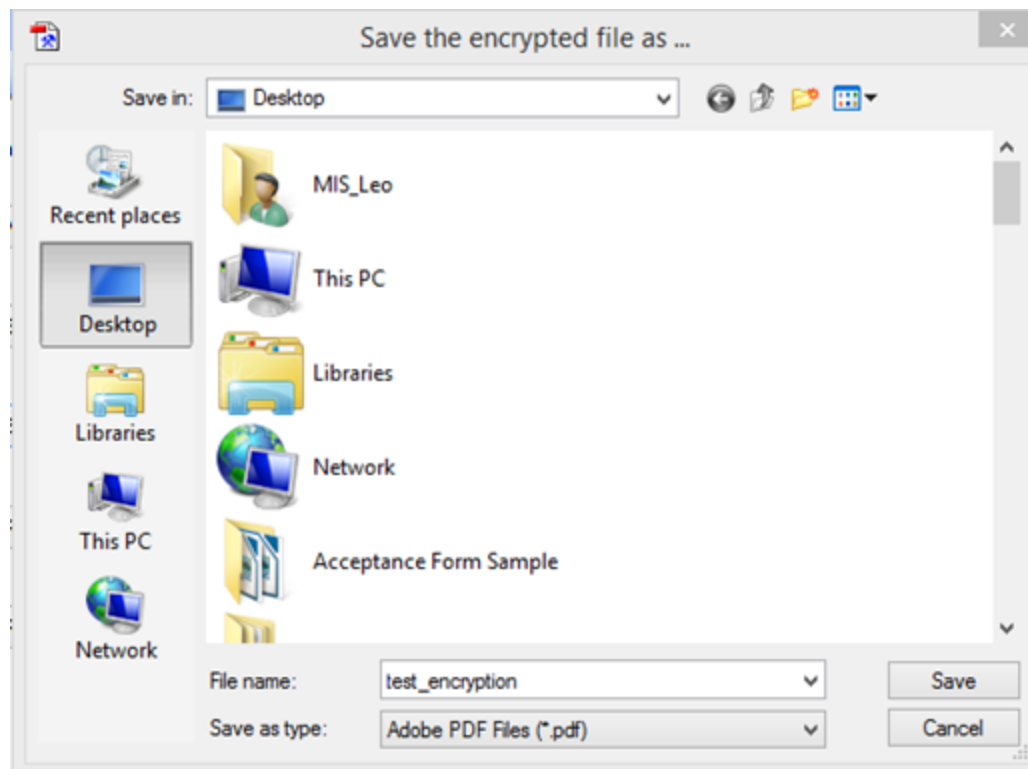 Save the encrypted file as ...
Save in:
Desktop
Recent places
Desktop
Libraries
This PC
Network
MIS_Leo
This PC
Libraries
Network
Acceptance Form Sample
File name:
test_encryption
Save
Save as type:
Adobe PDF Files (*.pdf)
Cancel